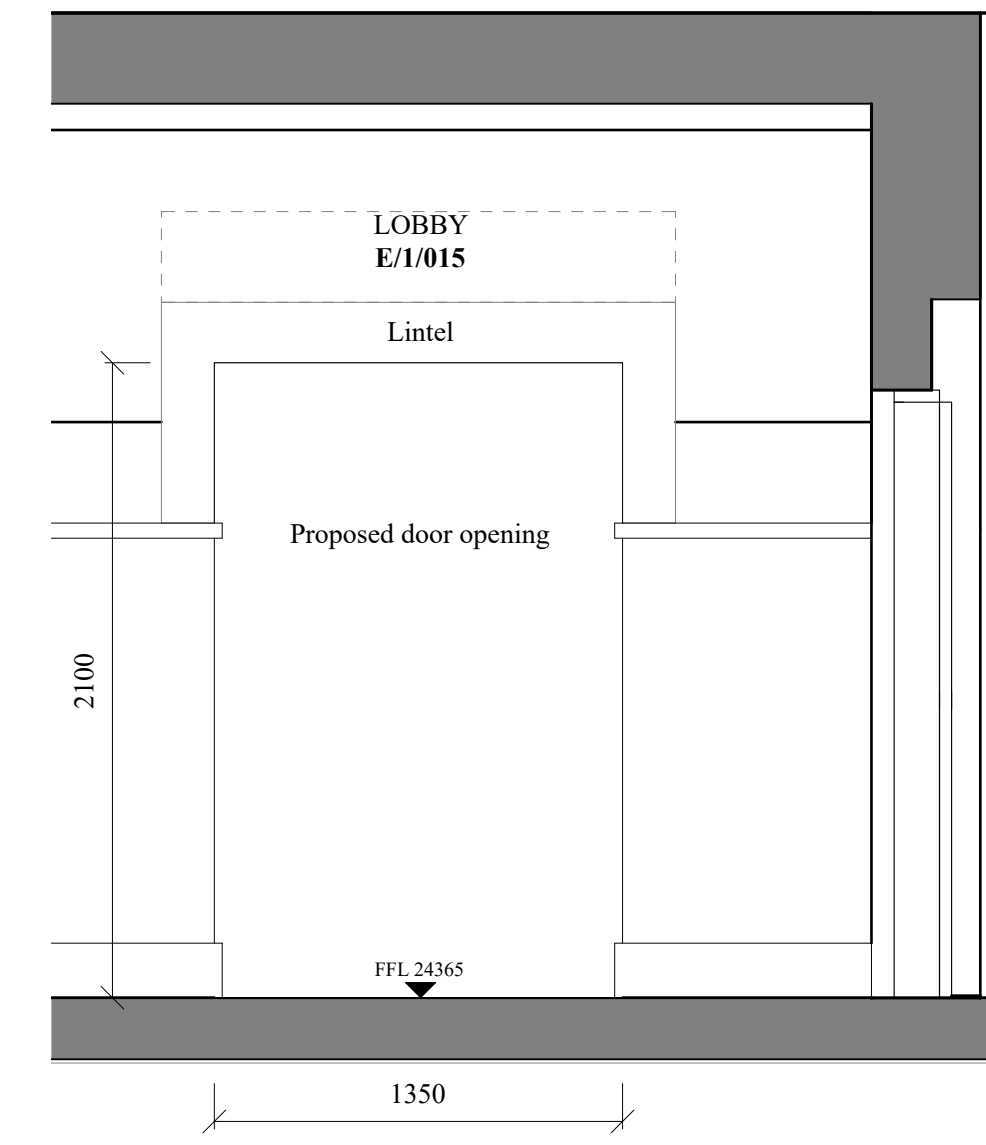 LOBBY
E/1/015
Lintel
Proposed door opening
2100
FFL 24365
1350